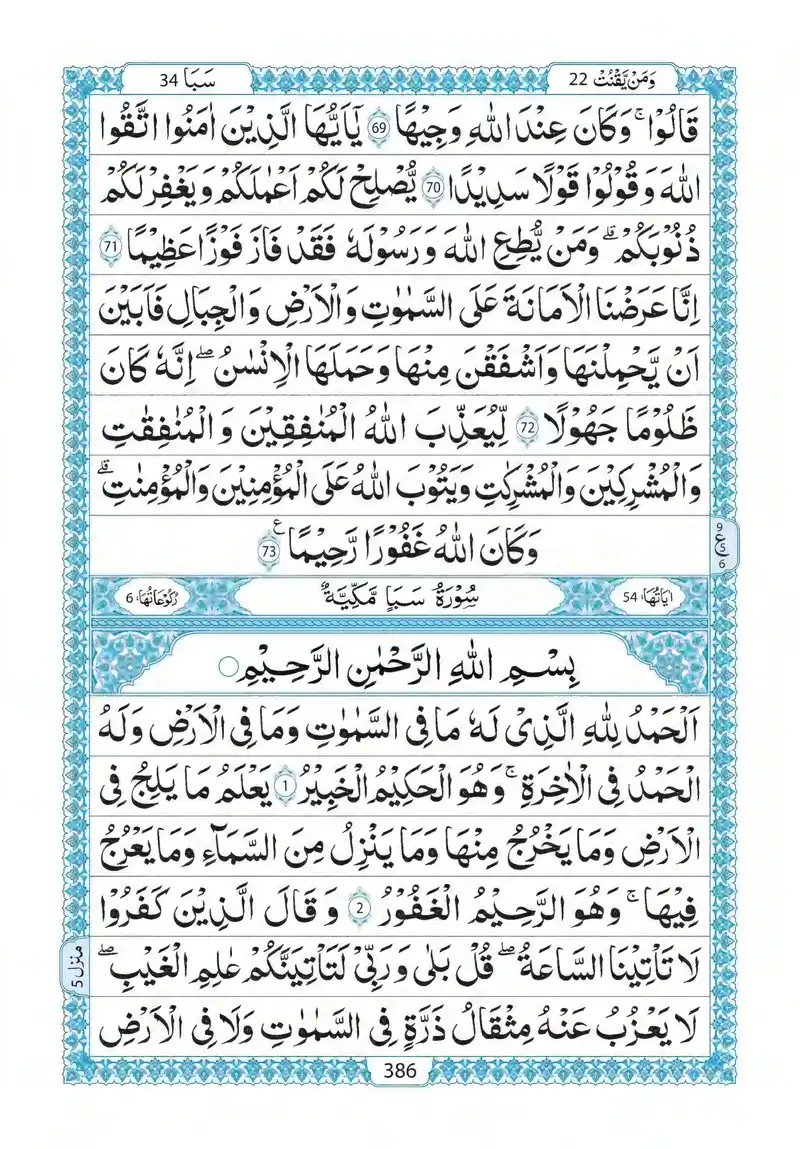 وَمَنْ يَّقْنُتْ 22
سَبَا 34
قَالُوْا ۚ وَكَانَ عِنْدَ اللّٰهِ وَجِيْهًا 69 يٰۤاَيُّهَا الَّذِيْنَ اٰمَنُوا اتَّقُوا
اللّٰهَ وَ قُوْلُوْا قَوْلًا سَدِيْدًا 70 يُّصْلِحْ لَكُمْ اَعْمٰلَكُمْ وَ يَغْفِرْ لَكُمْ
ذُنُوْبَكُمْ ۗ وَمَنْ يُّطِعِ اللّٰهَ وَ رَسُوْلَهٗ فَقَدْ فَازَ فَوْزًا عَظِيْمًا 71
اِنَّا عَرَضْنَا الْاَمَانَةَ عَلَى السَّمٰوٰتِ وَالْاَرْضِ وَالْجِبَالِ فَاَبَيْنَ
اَنْ يَّحْمِلْنَهَا وَاَشْفَقْنَ مِنْهَا وَحَمَلَهَا الْاِنْسٰنُ ۖ اِنَّهٗ كَانَ
ظَلُوْمًا جَهُوْلًا 72 لِّيُعَذِّبَ اللّٰهُ الْمُنٰفِقِيْنَ وَ الْمُنٰفِقٰتِ
وَالْمُشْرِكِيْنَ وَالْمُشْرِكٰتِ وَيَتُوْبَ اللّٰهُ عَلَى الْمُؤْمِنِيْنَ وَالْمُؤْمِنٰتِ ۗ
وَكَانَ اللّٰهُ غَفُوْرًا رَّحِيْمًا ع 73
9
ع
5
6
اٰيَاتُهَا: 54
سُوْرَةُ سَبَاٍ مَّكِّيَّةٌ
رُكُوْعَاتُهَا: 6
بِسْمِ اللّٰهِ الرَّحْمٰنِ الرَّحِيْمِ
اَلْحَمْدُ لِلّٰهِ الَّذِيْ لَهٗ مَا فِي السَّمٰوٰتِ وَمَا فِي الْاَرْضِ وَلَهُ
الْحَمْدُ فِي الْاٰخِرَةِ ۚ وَهُوَ الْحَكِيْمُ الْخَبِيْرُ 1 يَعْلَمُ مَا يَلِجُ فِي
الْاَرْضِ وَمَا يَخْرُجُ مِنْهَا وَمَا يَنْزِلُ مِنَ السَّمَآءِ وَمَا يَعْرُجُ
فِيْهَا ۚ وَهُوَ الرَّحِيْمُ الْغَفُوْرُ 2 وَ قَالَ الَّذِيْنَ كَفَرُوْا
لَا تَاْتِيْنَا السَّاعَةُ ۖ قُلْ بَلٰى وَ رَبِّيْ لَتَاْتِيَنَّكُمْ عٰلِمِ الْغَيْبِ ۖ
منزل 5
لَا يَعْزُبُ عَنْهُ مِثْقَالُ ذَرَّةٍ فِي السَّمٰوٰتِ وَلَا فِي الْاَرْضِ
386